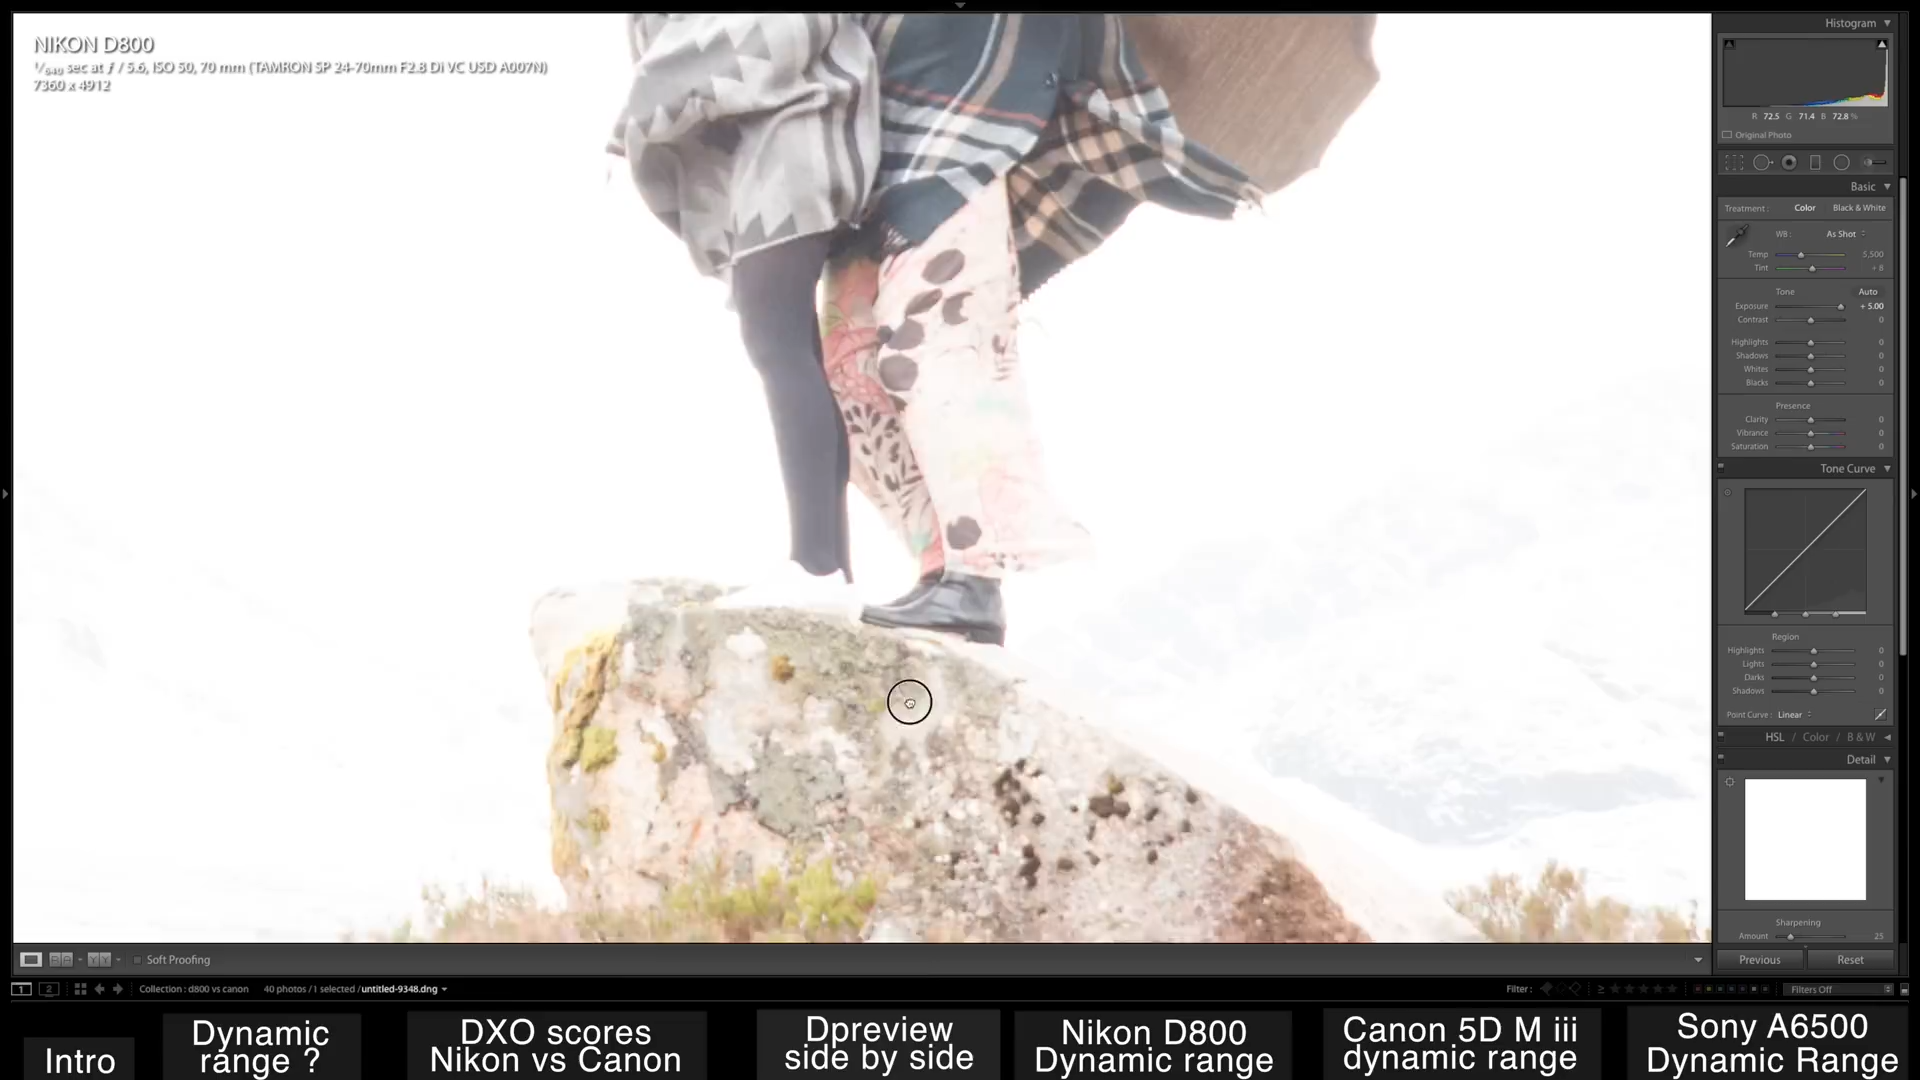 NIKON D800
1/640 sec at ƒ / 5.6, ISO 50, 70 mm (TAMRON SP 24-70mm F2.8 Di VC USD A007N)
7360 x 4912
Histogram
R 72.5 G 71.4 B 72.8 %
Original Photo
Basic
Treatment : Color Black & White
WB : As Shot
Temp 5,500
Tint + 8
Tone Auto
Exposure + 5.00
Contrast 0
Highlights 0
Shadows 0
Whites 0
Blacks 0
Presence
Clarity 0
Vibrance 0
Saturation 0
Tone Curve
Region
Highlights 0
Lights 0
Darks 0
Shadows 0
Point Curve : Linear
HSL / Color / B & W
Detail
Sharpening
Amount 25
Previous Reset
Soft Proofing
1 2 Collection : d800 vs canon 40 photos / 1 selected / untitled-9348.dng Filter : ≥ Filters Off
Intro
Dynamic
range ?
DXO scores
Nikon vs Canon
Dpreview
side by side
Nikon D800
Dynamic range
Canon 5D M iii
dynamic range
Sony A6500
Dynamic Range